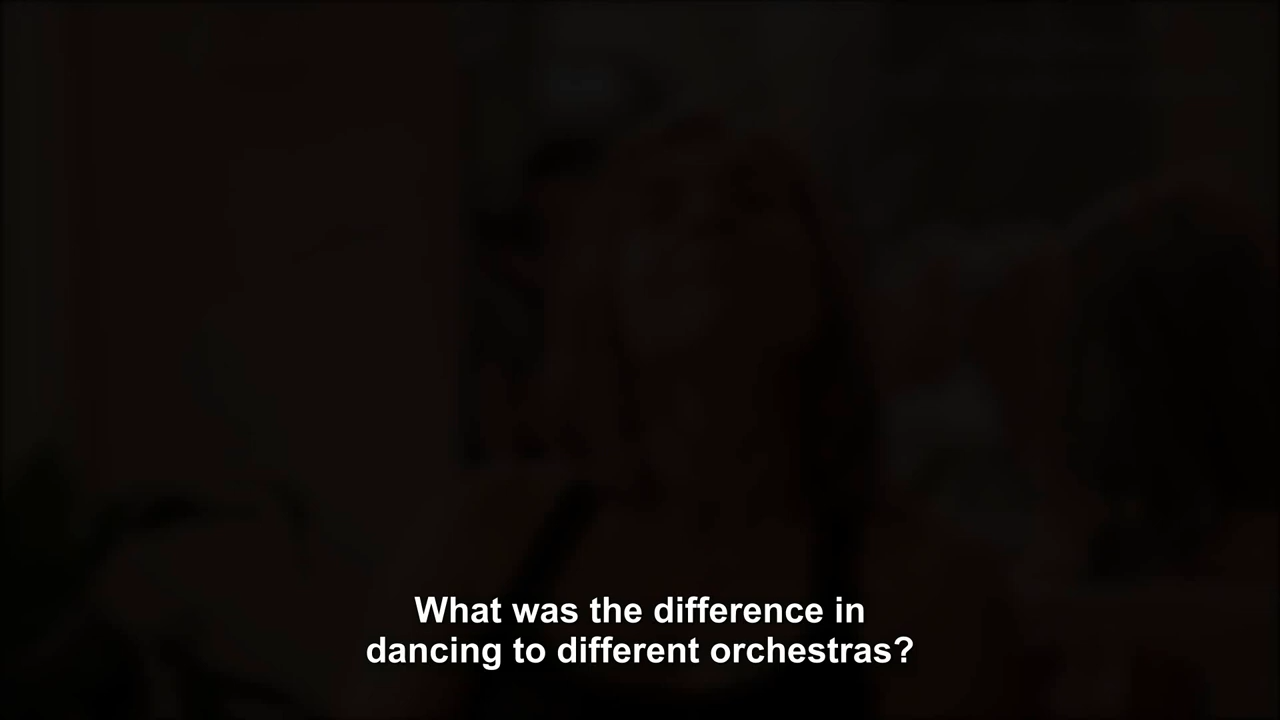 What was the difference in
dancing to different orchestras?